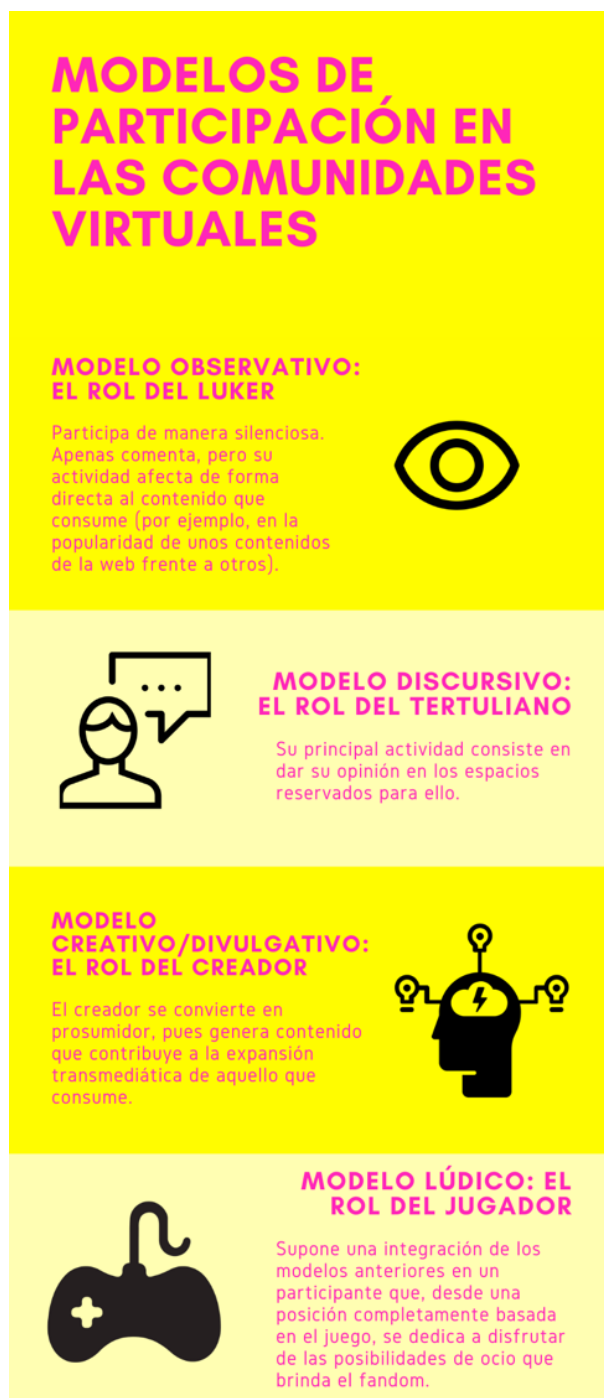 MODELOS DE
PARTICIPACIÓN EN
LAS COMUNIDADES
VIRTUALES
MODELO OBSERVATIVO:
EL ROL DEL LUKER
Participa de manera silenciosa.
Apenas comenta, pero su
actividad afecta de forma
directa al contenido que
consume (por ejemplo, en la
popularidad de unos contenidos
de la web frente a otros).
MODELO DISCURSIVO:
EL ROL DEL TERTULIANO
Su principal actividad consiste en
dar su opinión en los espacios
reservados para ello.
MODELO
CREATIVO/DIVULGATIVO:
EL ROL DEL CREADOR
El creador se convierte en
prosumidor, pues genera contenido
que contribuye a la expansión
transmediática de aquello que
consume.
MODELO LÚDICO: EL
ROL DEL JUGADOR
Supone una integración de los
modelos anteriores en un
participante que, desde una
posición completamente basada
en el juego, se dedica a disfrutar
de las posibilidades de ocio que
brinda el fandom.